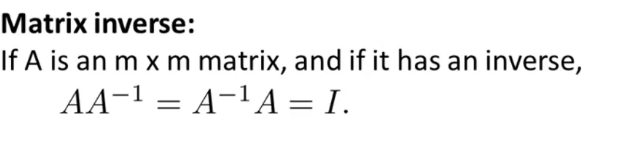 Matrix inverse:
If A is an m x m matrix, and if it has an inverse,
AA⁻¹ = A⁻¹A = I.